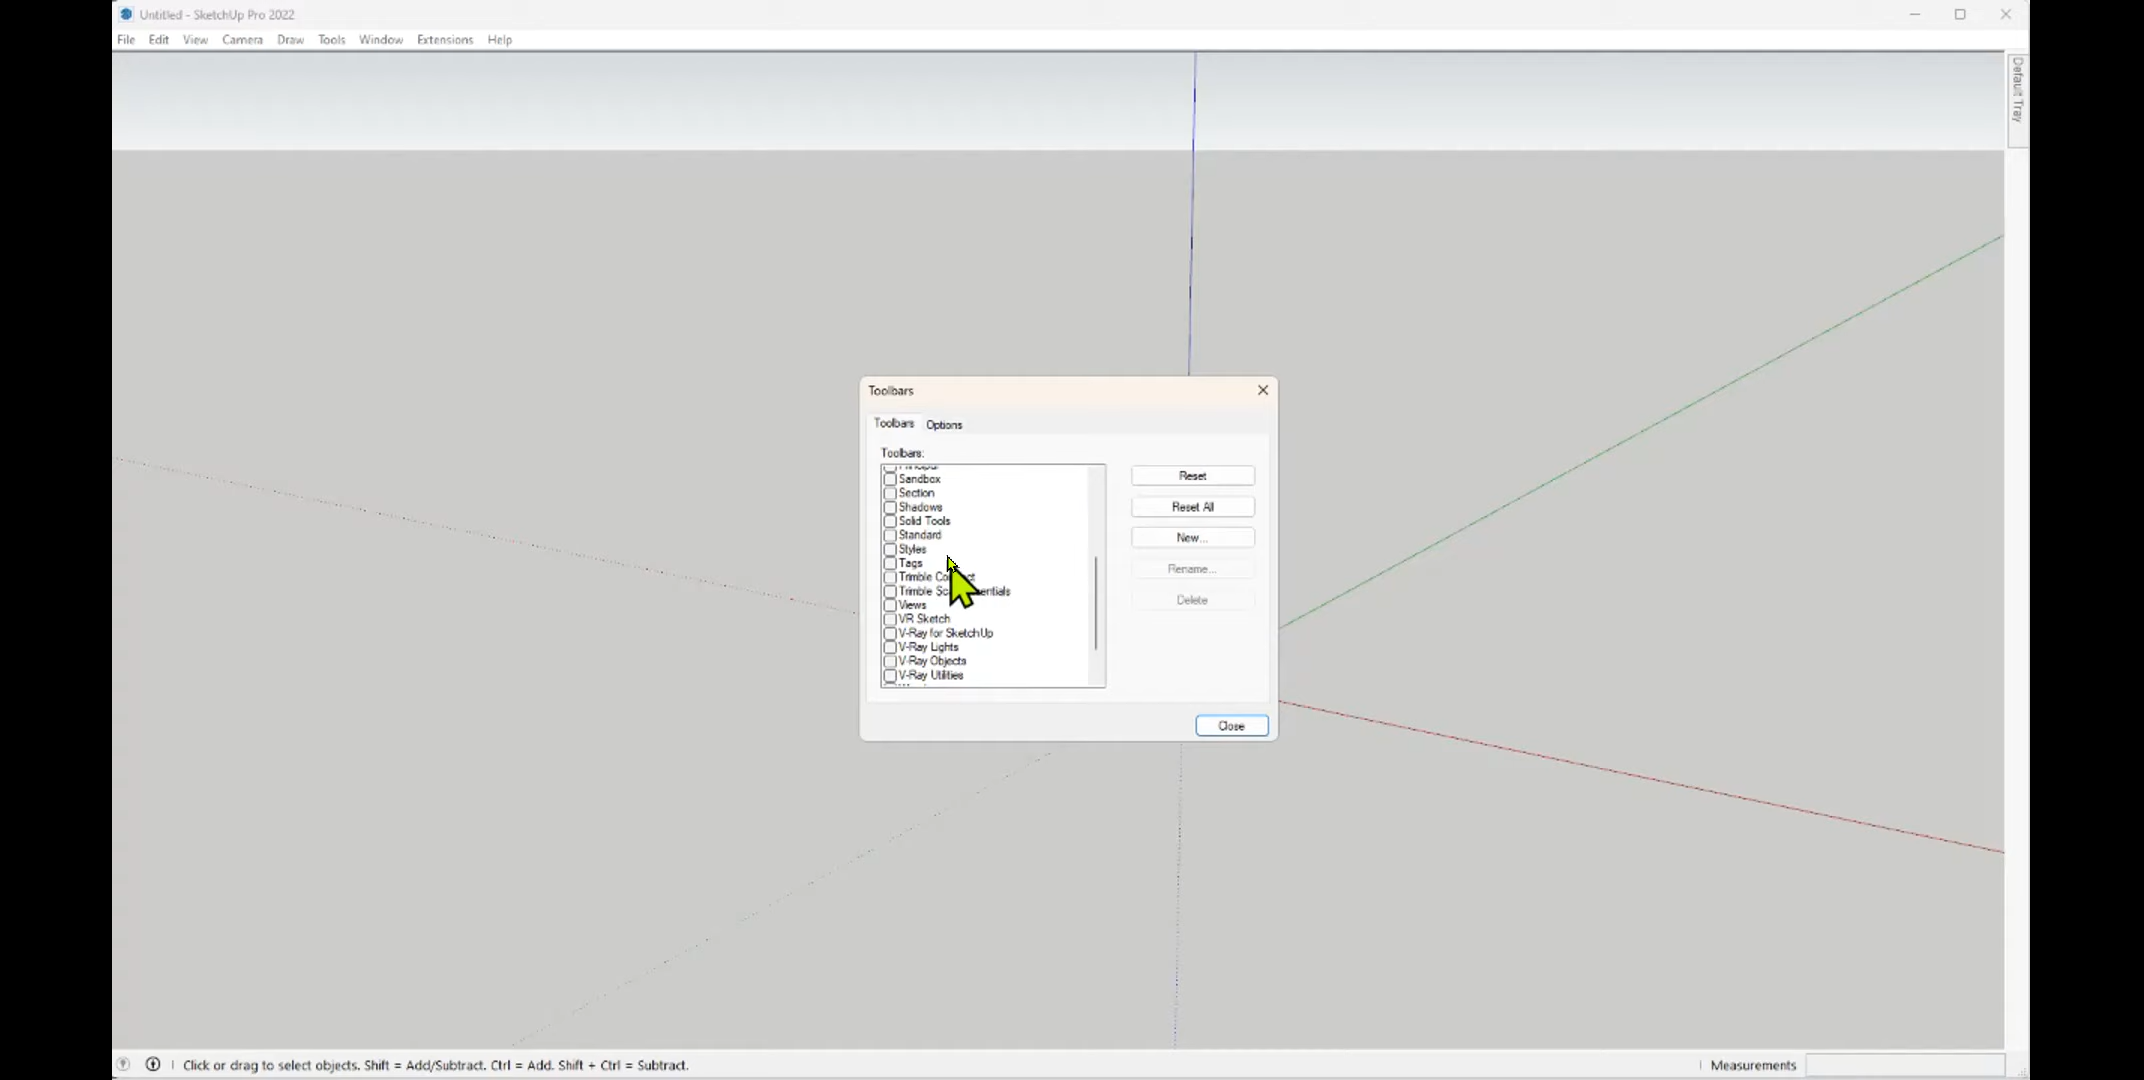 Untitled - SketchUp Pro 2022
File Edit View Camera Draw Tools Window Extensions Help
Default Tray
Toolbars
Toolbars Options
Toolbars:
Sandbox
Section
Shadows
Solid Tools
Standard
Styles
Tags
Trimble
Trimble
Views
VR Sketch
V-Ray for SketchUp
V-Ray Lights
V-Ray Objects
V-Ray Utilities
Reset
Reset All
New...
Rename...
Delete
Close
Click or drag to select objects. Shift = Add/Subtract. Ctrl = Add. Shift + Ctrl = Subtract.
Measurements